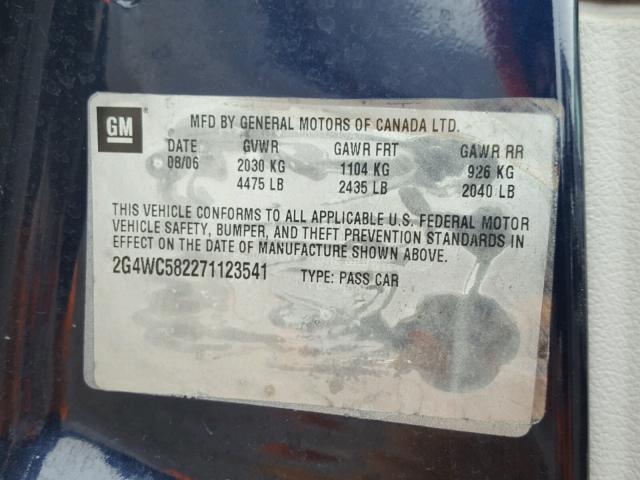 GM
MFD BY GENERAL MOTORS OF CANADA LTD.
DATE GVWR GAWR FRT GAWR RR
08/06 2030 KG 1104 KG 926 KG
4475 LB 2435 LB 2040 LB
THIS VEHICLE CONFORMS TO ALL APPLICABLE U.S. FEDERAL MOTOR
VEHICLE SAFETY, BUMPER, AND THEFT PREVENTION STANDARDS IN
EFFECT ON THE DATE OF MANUFACTURE SHOWN ABOVE.
2G4WC582271123541 TYPE: PASS CAR